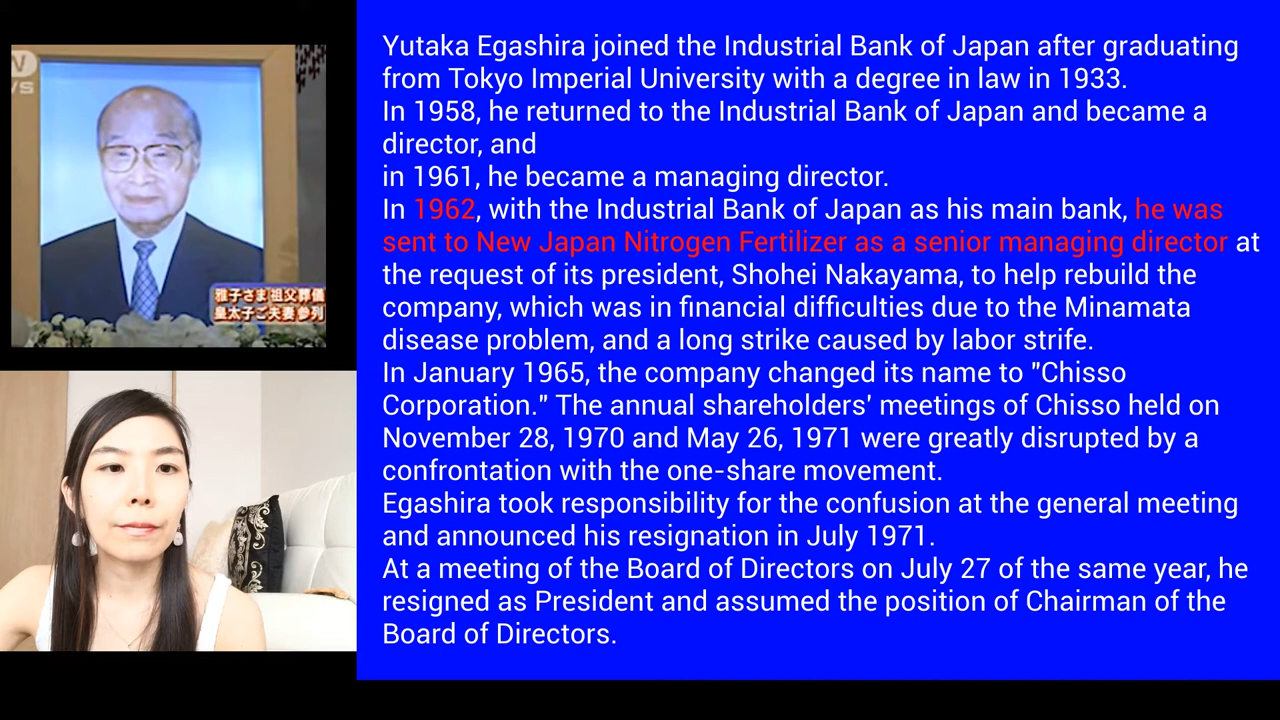 W
VS
雅子さま祖父葬儀
皇太子ご夫妻参列
Yutaka Egashira joined the Industrial Bank of Japan after graduating
from Tokyo Imperial University with a degree in law in 1933.
In 1958, he returned to the Industrial Bank of Japan and became a
director, and
in 1961, he became a managing director.
In 1962, with the Industrial Bank of Japan as his main bank, he was
sent to New Japan Nitrogen Fertilizer as a senior managing director at
the request of its president, Shohei Nakayama, to help rebuild the
company, which was in financial difficulties due to the Minamata
disease problem, and a long strike caused by labor strife.
In January 1965, the company changed its name to "Chisso
Corporation." The annual shareholders' meetings of Chisso held on
November 28, 1970 and May 26, 1971 were greatly disrupted by a
confrontation with the one-share movement.
Egashira took responsibility for the confusion at the general meeting
and announced his resignation in July 1971.
At a meeting of the Board of Directors on July 27 of the same year, he
resigned as President and assumed the position of Chairman of the
Board of Directors.